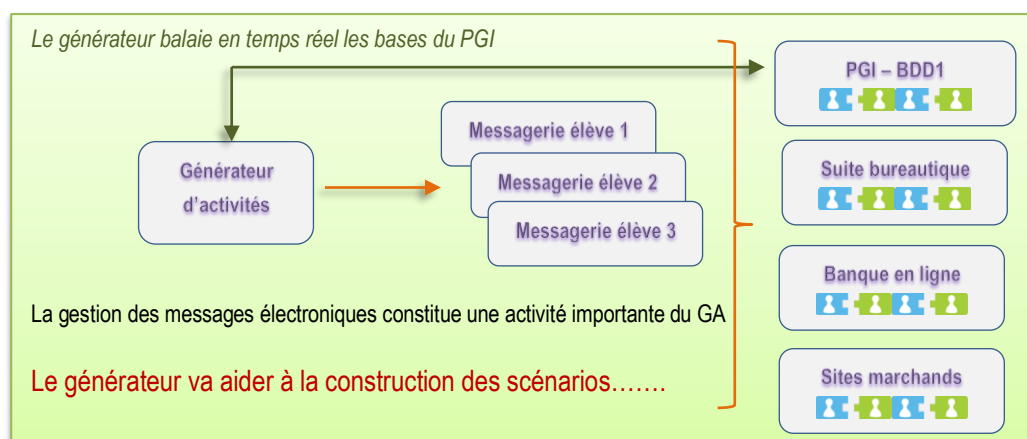 Le générateur balaie en temps réel les bases du PGI
PGI – BDD1
Messagerie élève 1
Générateur
d'activités
Messagerie élève 2
Messagerie élève 3
Suite bureautique
Banque en ligne
La gestion des messages électroniques constitue une activité importante du GA
Le générateur va aider à la construction des scénarios…….
Sites marchands